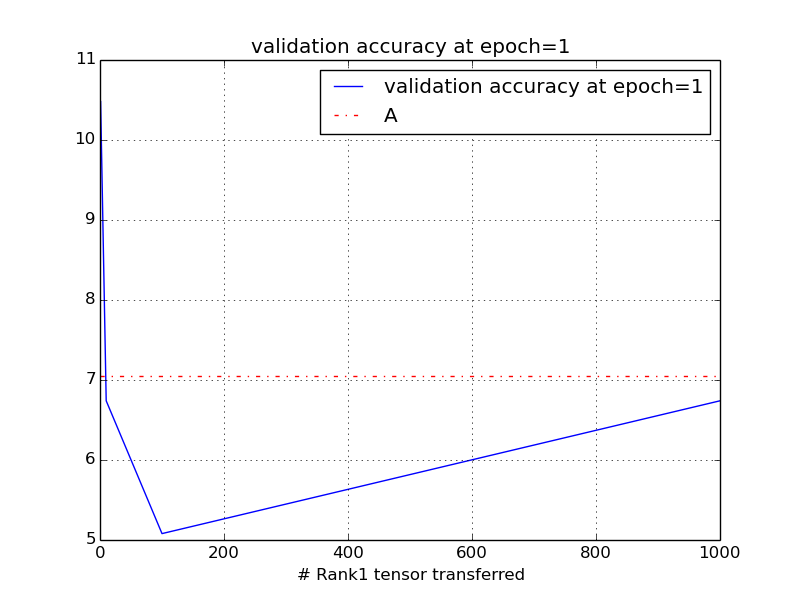 validation accuracy at epoch=1
validation accuracy at epoch=1
A
11
10
9
8
7
6
5
0 200 400 600 800 1000
# Rank1 tensor transferred